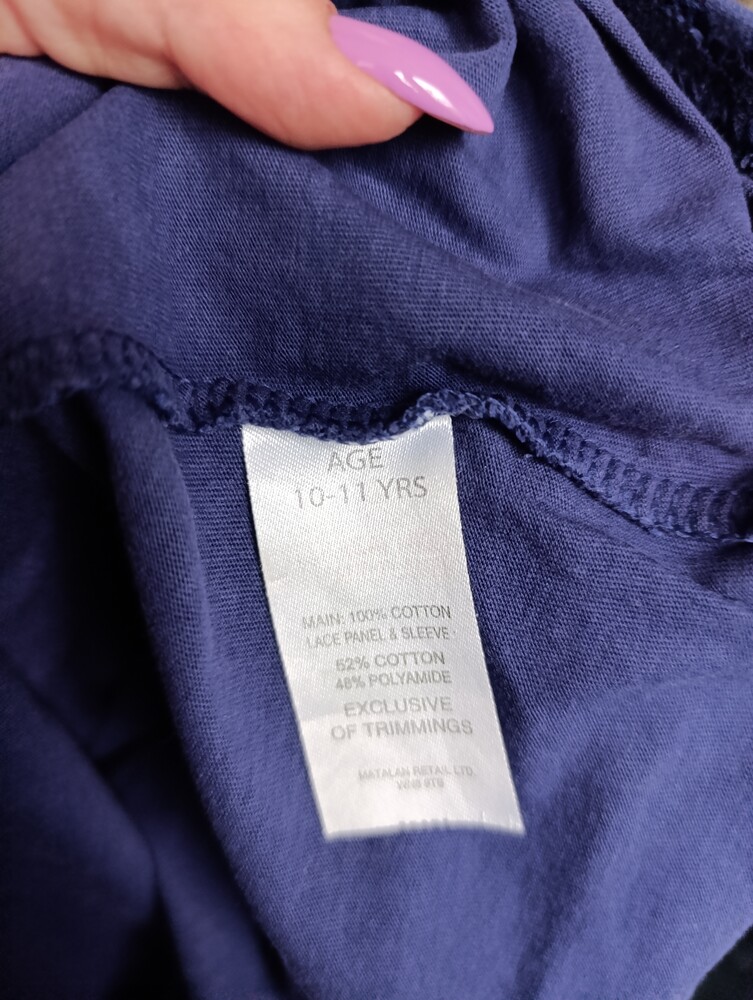 AGE
10-11 YRS
MAIN: 100% COTTON
LACE PANEL & SLEEVE:
52% COTTON
48% POLYAMIDE
EXCLUSIVE
OF TRIMMINGS
MATALAN RETAIL LTD